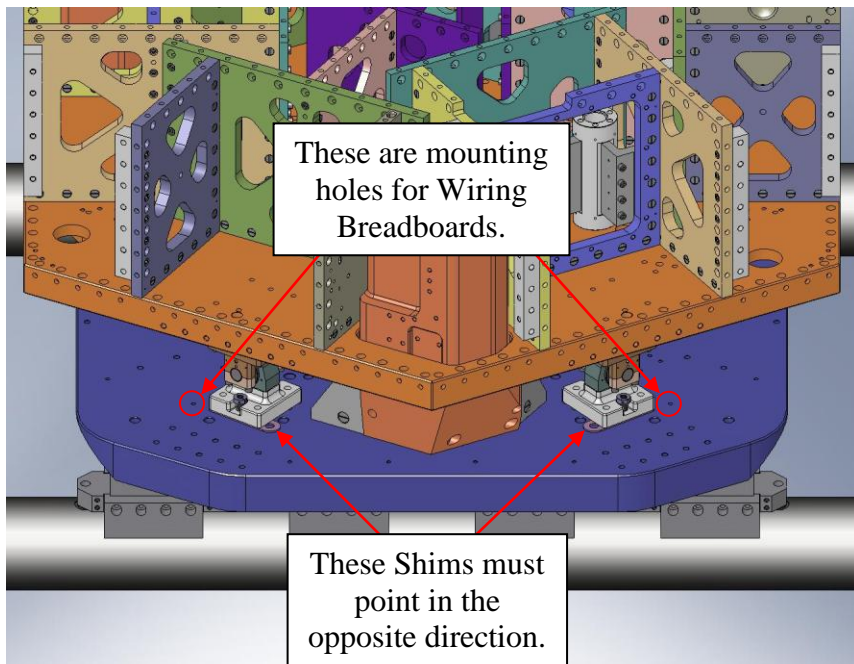 These are mounting
holes for Wiring
Breadboards.
These Shims must
point in the
opposite direction.